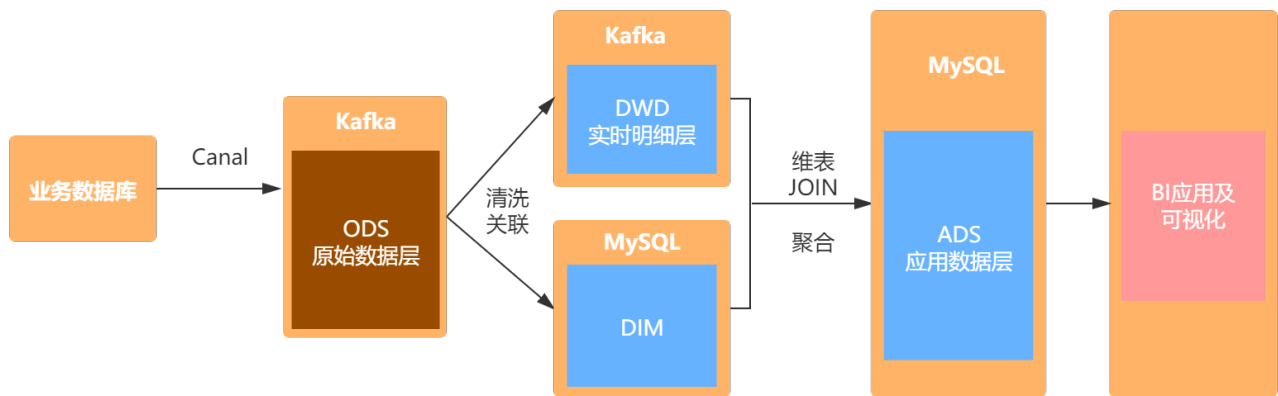 业务数据库
Canal
Kafka
ODS
原始数据层
清洗
关联
Kafka
DWD
实时明细层
MySQL
DIM
维表
JOIN
聚合
MySQL
ADS
应用数据层
BI应用及
可视化